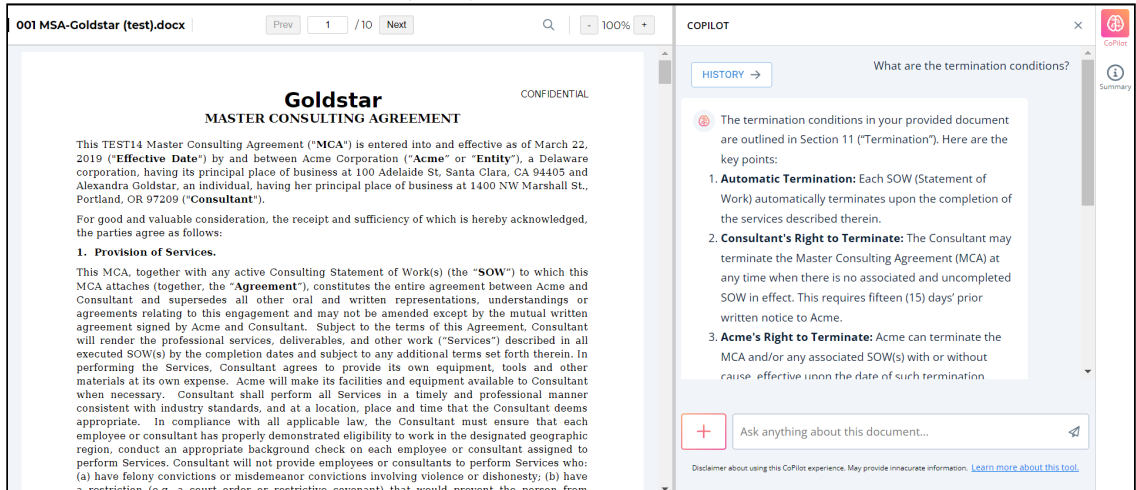 001 MSA-Goldstar (test).docx
Prev 1 / 10 Next
- 100% +
CONFIDENTIAL
Goldstar
MASTER CONSULTING AGREEMENT
This TEST14 Master Consulting Agreement ("MCA") is entered into and effective as of March 22,
2019 ("Effective Date") by and between Acme Corporation (“Acme” or “Entity”), a Delaware
corporation, having its principal place of business at 100 Adelaide St, Santa Clara, CA 94405 and
Alexandra Goldstar, an individual, having her principal place of business at 1400 NW Marshall St.,
Portland, OR 97209 ("Consultant").
For good and valuable consideration, the receipt and sufficiency of which is hereby acknowledged,
the parties agree as follows:
1. Provision of Services.
This MCA, together with any active Consulting Statement of Work(s) (the “SOW”) to which this
MCA attaches (together, the “Agreement”), constitutes the entire agreement between Acme and
Consultant and supersedes all other oral and written representations, understandings or
agreements relating to this engagement and may not be amended except by the mutual written
agreement signed by Acme and Consultant. Subject to the terms of this Agreement, Consultant
will render the professional services, deliverables, and other work (“Services”) described in all
executed SOW(s) by the completion dates and subject to any additional terms set forth therein. In
performing the Services, Consultant agrees to provide its own equipment, tools and other
materials at its own expense. Acme will make its facilities and equipment available to Consultant
when necessary. Consultant shall perform all Services in a timely and professional manner
consistent with industry standards, and at a location, place and time that the Consultant deems
appropriate. In compliance with all applicable law, the Consultant must ensure that each
employee or consultant has properly demonstrated eligibility to work in the designated geographic
region, conduct an appropriate background check on each employee or consultant assigned to
perform Services. Consultant will not provide employees or consultants to perform Services who:
(a) have felony convictions or misdemeanor convictions involving violence or dishonesty; (b) have
a restriction (e.g. a court order or restrictive covenant) that would prevent the person from
COPILOT
HISTORY →
What are the termination conditions?
The termination conditions in your provided document
are outlined in Section 11 (“Termination”). Here are the
key points:
1. Automatic Termination: Each SOW (Statement of
Work) automatically terminates upon the completion of
the services described therein.
2. Consultant's Right to Terminate: The Consultant may
terminate the Master Consulting Agreement (MCA) at
any time when there is no associated and uncompleted
SOW in effect. This requires fifteen (15) days’ prior
written notice to Acme.
3. Acme's Right to Terminate: Acme can terminate the
MCA and/or any associated SOW(s) with or without
cause, effective upon the date of such termination
Ask anything about this document...
Disclaimer about using this CoPilot experience. May provide innacurate information. Learn more about this tool.
CoPilot
Summary